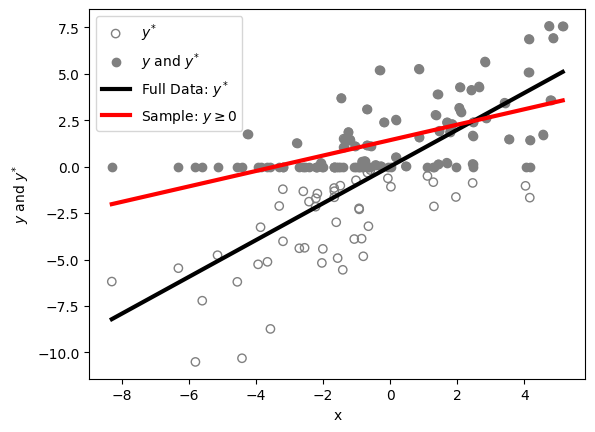 7.5
5.0
2.5
0.0
−2.5
−5.0
−7.5
−10.0
y and y*
y*
y and y*
Full Data: y*
Sample: y ≥ 0
−8 −6 −4 −2 0 2 4
x